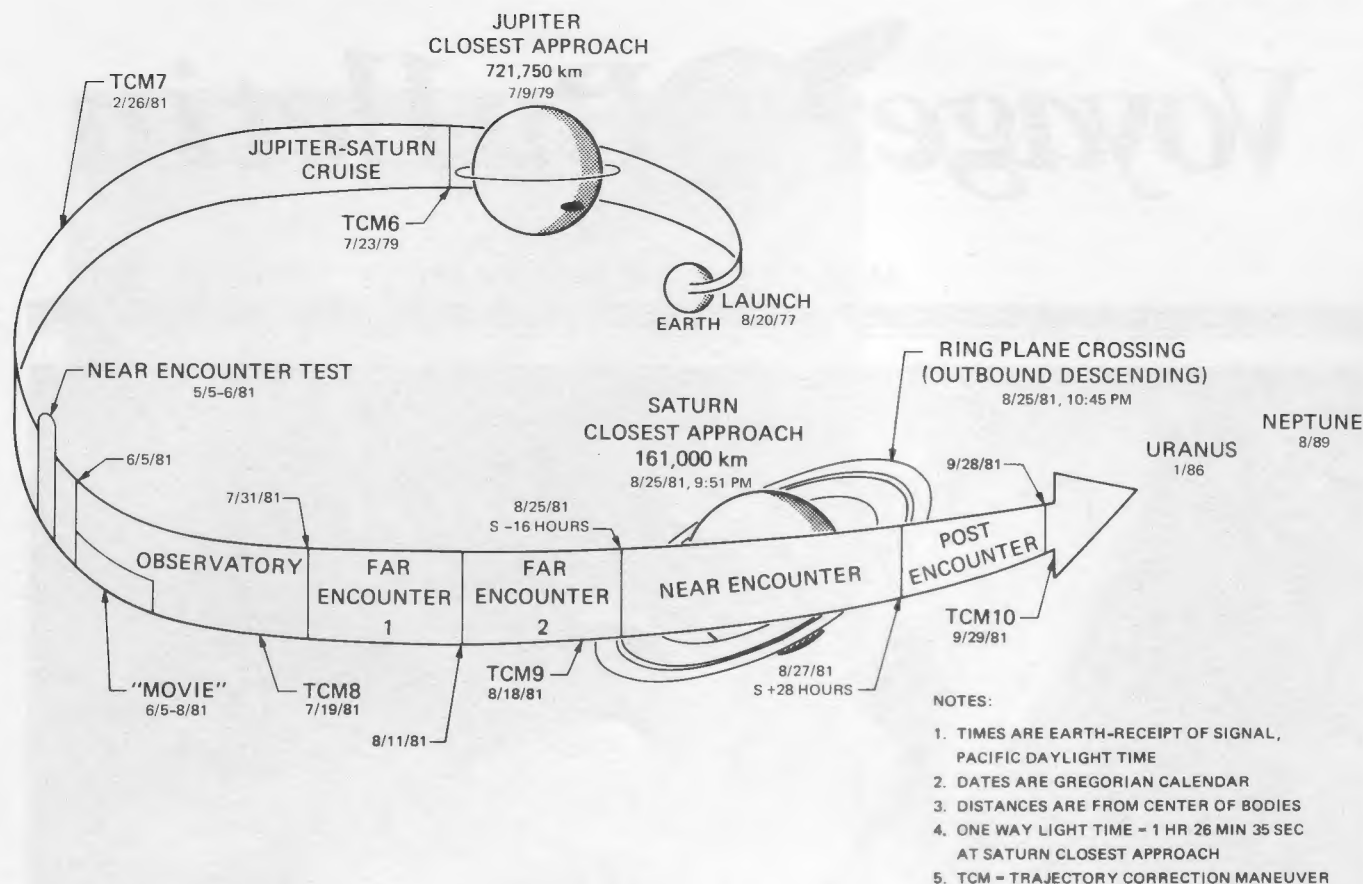 JUPITER
CLOSEST APPROACH
721,750 km
7/9/79
TCM7
2/26/81
JUPITER-SATURN
CRUISE
TCM6
7/23/79
LAUNCH
8/20/77
EARTH
NEAR ENCOUNTER TEST
5/5–6/81
6/5/81
RING PLANE CROSSING
(OUTBOUND DESCENDING)
8/25/81, 10:45 PM
SATURN
CLOSEST APPROACH
161,000 km
8/25/81, 9:51 PM
NEPTUNE
8/89
URANUS
1/86
9/28/81
7/31/81
8/25/81
S –16 HOURS
OBSERVATORY
FAR
ENCOUNTER
1
FAR
ENCOUNTER
2
NEAR ENCOUNTER
POST
ENCOUNTER
"MOVIE"
6/5–8/81
TCM8
7/19/81
8/11/81
TCM9
8/18/81
8/27/81
S +28 HOURS
TCM10
9/29/81
NOTES:
1. TIMES ARE EARTH-RECEIPT OF SIGNAL,
PACIFIC DAYLIGHT TIME
2. DATES ARE GREGORIAN CALENDAR
3. DISTANCES ARE FROM CENTER OF BODIES
4. ONE WAY LIGHT TIME = 1 HR 26 MIN 35 SEC
AT SATURN CLOSEST APPROACH
5. TCM = TRAJECTORY CORRECTION MANEUVER